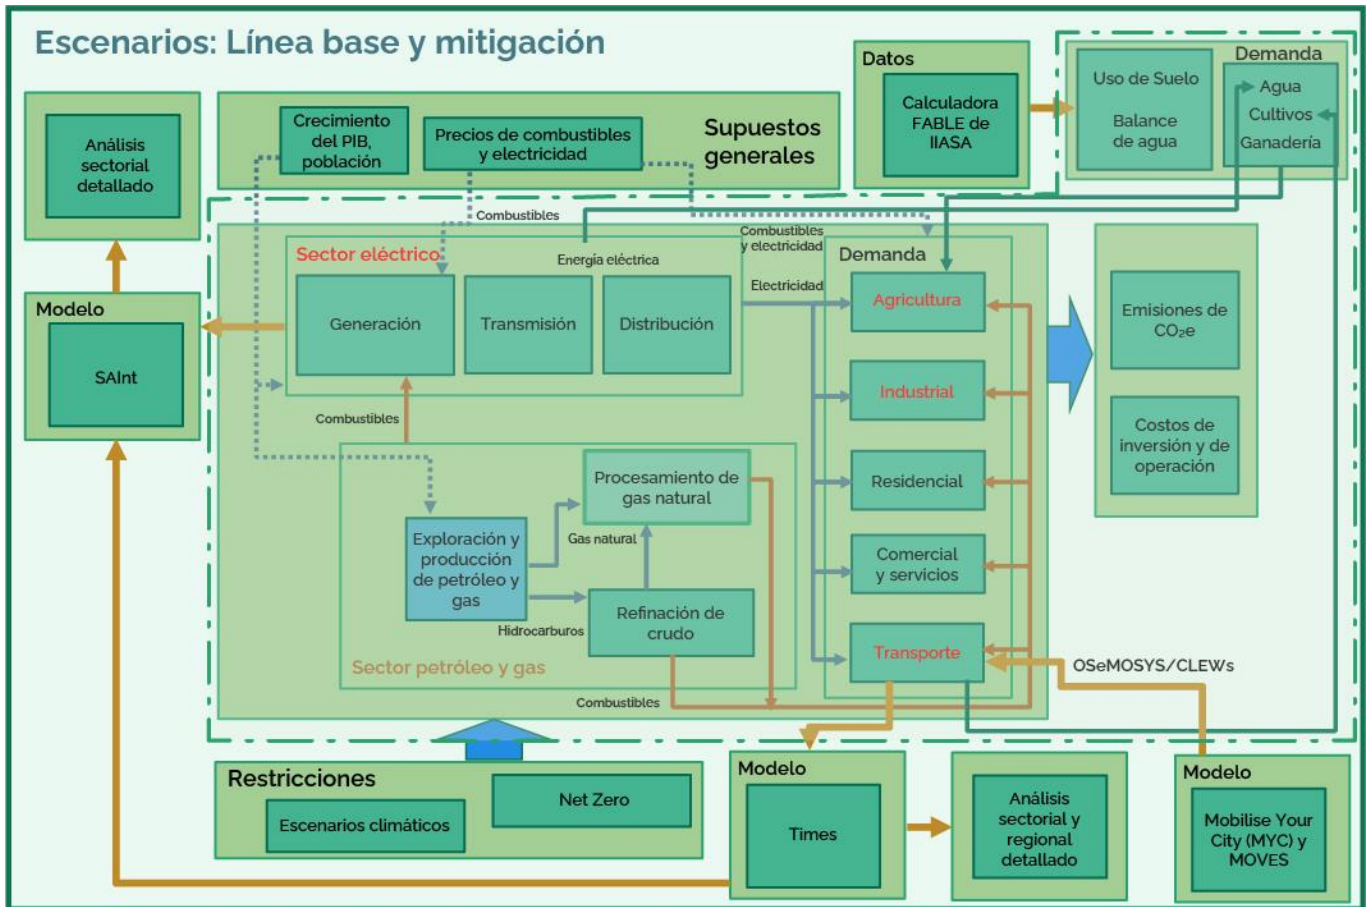 Escenarios: Línea base y mitigación
Datos
Calculadora
FABLE de
IIASA
Uso de Suelo
Balance
de agua
Demanda
Agua
Cultivos
Ganadería
Análisis
sectorial
detallado
Crecimiento
del PIB,
población
Precios de combustibles
y electricidad
Supuestos
generales
Combustibles
Combustibles
y electricidad
Sector eléctrico
Energía eléctrica
Generación
Transmisión
Distribución
Electricidad
Demanda
Agricultura
Industrial
Residencial
Comercial
y servicios
Transporte
Emisiones de
CO₂e
Costos de
inversión y de
operación
Modelo
SAInt
Combustibles
Procesamiento de
gas natural
Exploración y
producción
de petróleo y
gas
Gas natural
Hidrocarburos
Refinación de
crudo
Sector petróleo y gas
Combustibles
OSeMOSYS/CLEWs
Restricciones
Escenarios climáticos
Net Zero
Modelo
Times
Análisis
sectorial y
regional
detallado
Modelo
Mobilise Your
City (MYC) y
MOVES